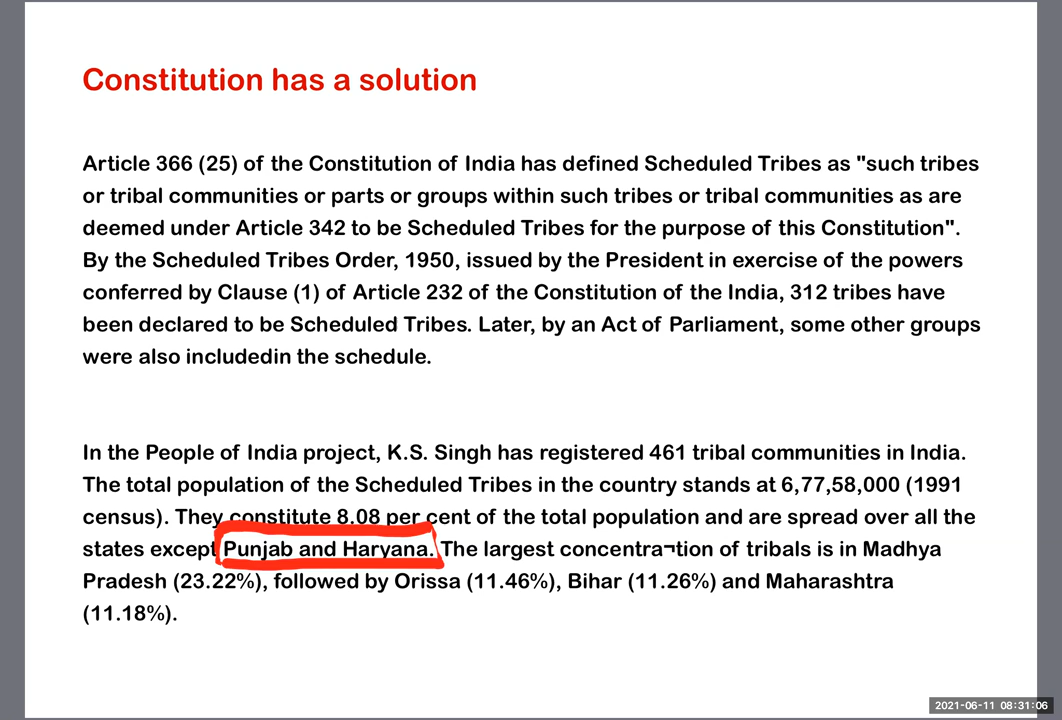 Constitution has a solution
Article 366 (25) of the Constitution of India has defined Scheduled Tribes as "such tribes
or tribal communities or parts or groups within such tribes or tribal communities as are
deemed under Article 342 to be Scheduled Tribes for the purpose of this Constitution".
By the Scheduled Tribes Order, 1950, issued by the President in exercise of the powers
conferred by Clause (1) of Article 232 of the Constitution of the India, 312 tribes have
been declared to be Scheduled Tribes. Later, by an Act of Parliament, some other groups
were also includedin the schedule.
In the People of India project, K.S. Singh has registered 461 tribal communities in India.
The total population of the Scheduled Tribes in the country stands at 6,77,58,000 (1991
census). They constitute 8.08 per cent of the total population and are spread over all the
states except Punjab and Haryana. The largest concentra¬tion of tribals is in Madhya
Pradesh (23.22%), followed by Orissa (11.46%), Bihar (11.26%) and Maharashtra
(11.18%).
2021-06-11 08:31:06